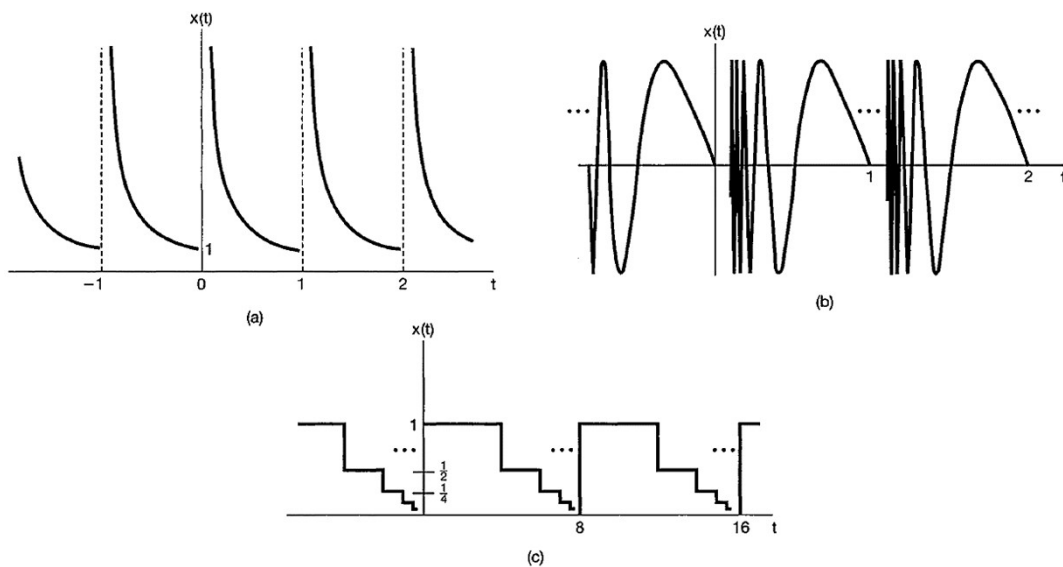 x(t)
1
−1 0 1 2 t
(a)
x(t)
... ... ...
1 2 t
(b)
x(t)
1
... ... ...
1/2
1/4
8 16 t
(c)